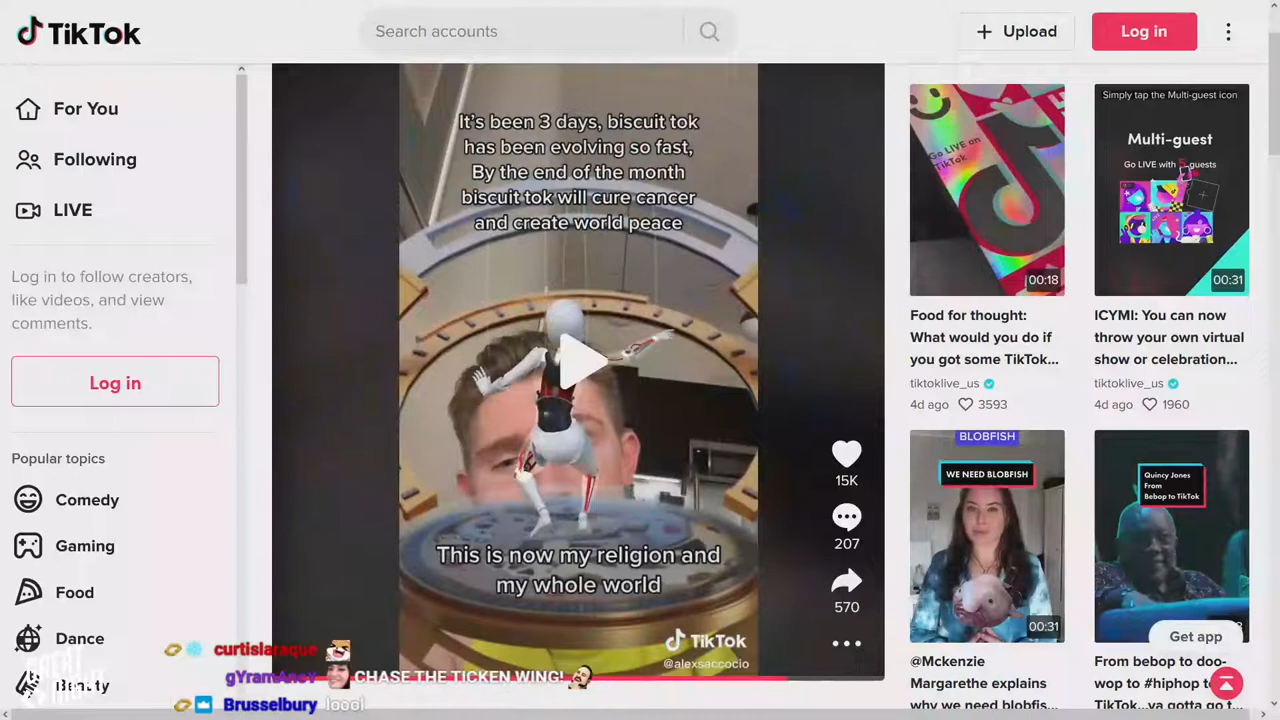 TikTok
Search accounts
Upload
Log in
For You
Following
LIVE
Log in to follow creators,
like videos, and view
comments.
Log in
Popular topics
Comedy
Gaming
Food
Dance
Beauty
It's been 3 days, biscuit tok
has been evolving so fast,
By the end of the month
biscuit tok will cure cancer
and create world peace
This is now my religion and
my whole world
15K
207
570
TikTok
@alexsaccocio
curtislaraque
CHASE THE TICKEN WING!
Brusselbury loool
Go LIVE on
TikTok
00:18
Food for thought:
What would you do if
you got some TikTok...
tiktoklive_us
4d ago 3593
Simply tap the Multi-guest icon
Multi-guest
Go LIVE with 5 guests
00:31
ICYMI: You can now
throw your own virtual
show or celebration...
tiktoklive_us
4d ago 1960
BLOBFISH
WE NEED BLOBFISH
00:31
@Mckenzie
Margarethe explains
why we need blobfis...
Quincy Jones
From
Bebop to TikTok
Get app
From bebop to doo-
wop to #hiphop to
TikTok...ya gotta go t...